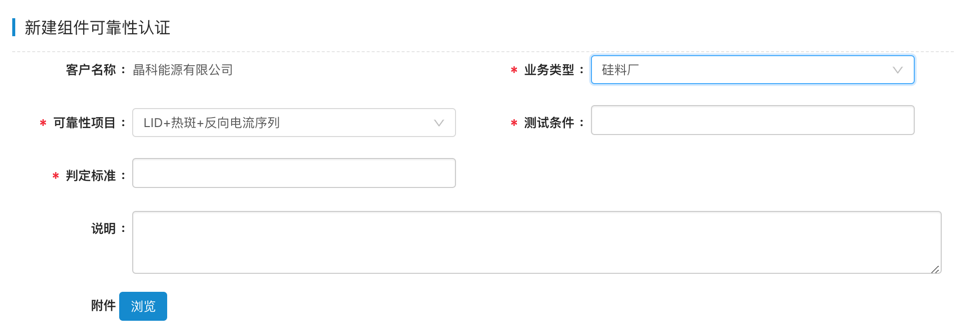 新建组件可靠性认证
客户名称： 晶科能源有限公司
* 业务类型： 硅料厂
* 可靠性项目： LID+热斑+反向电流序列
* 测试条件：
* 判定标准：
说明：
附件 浏览